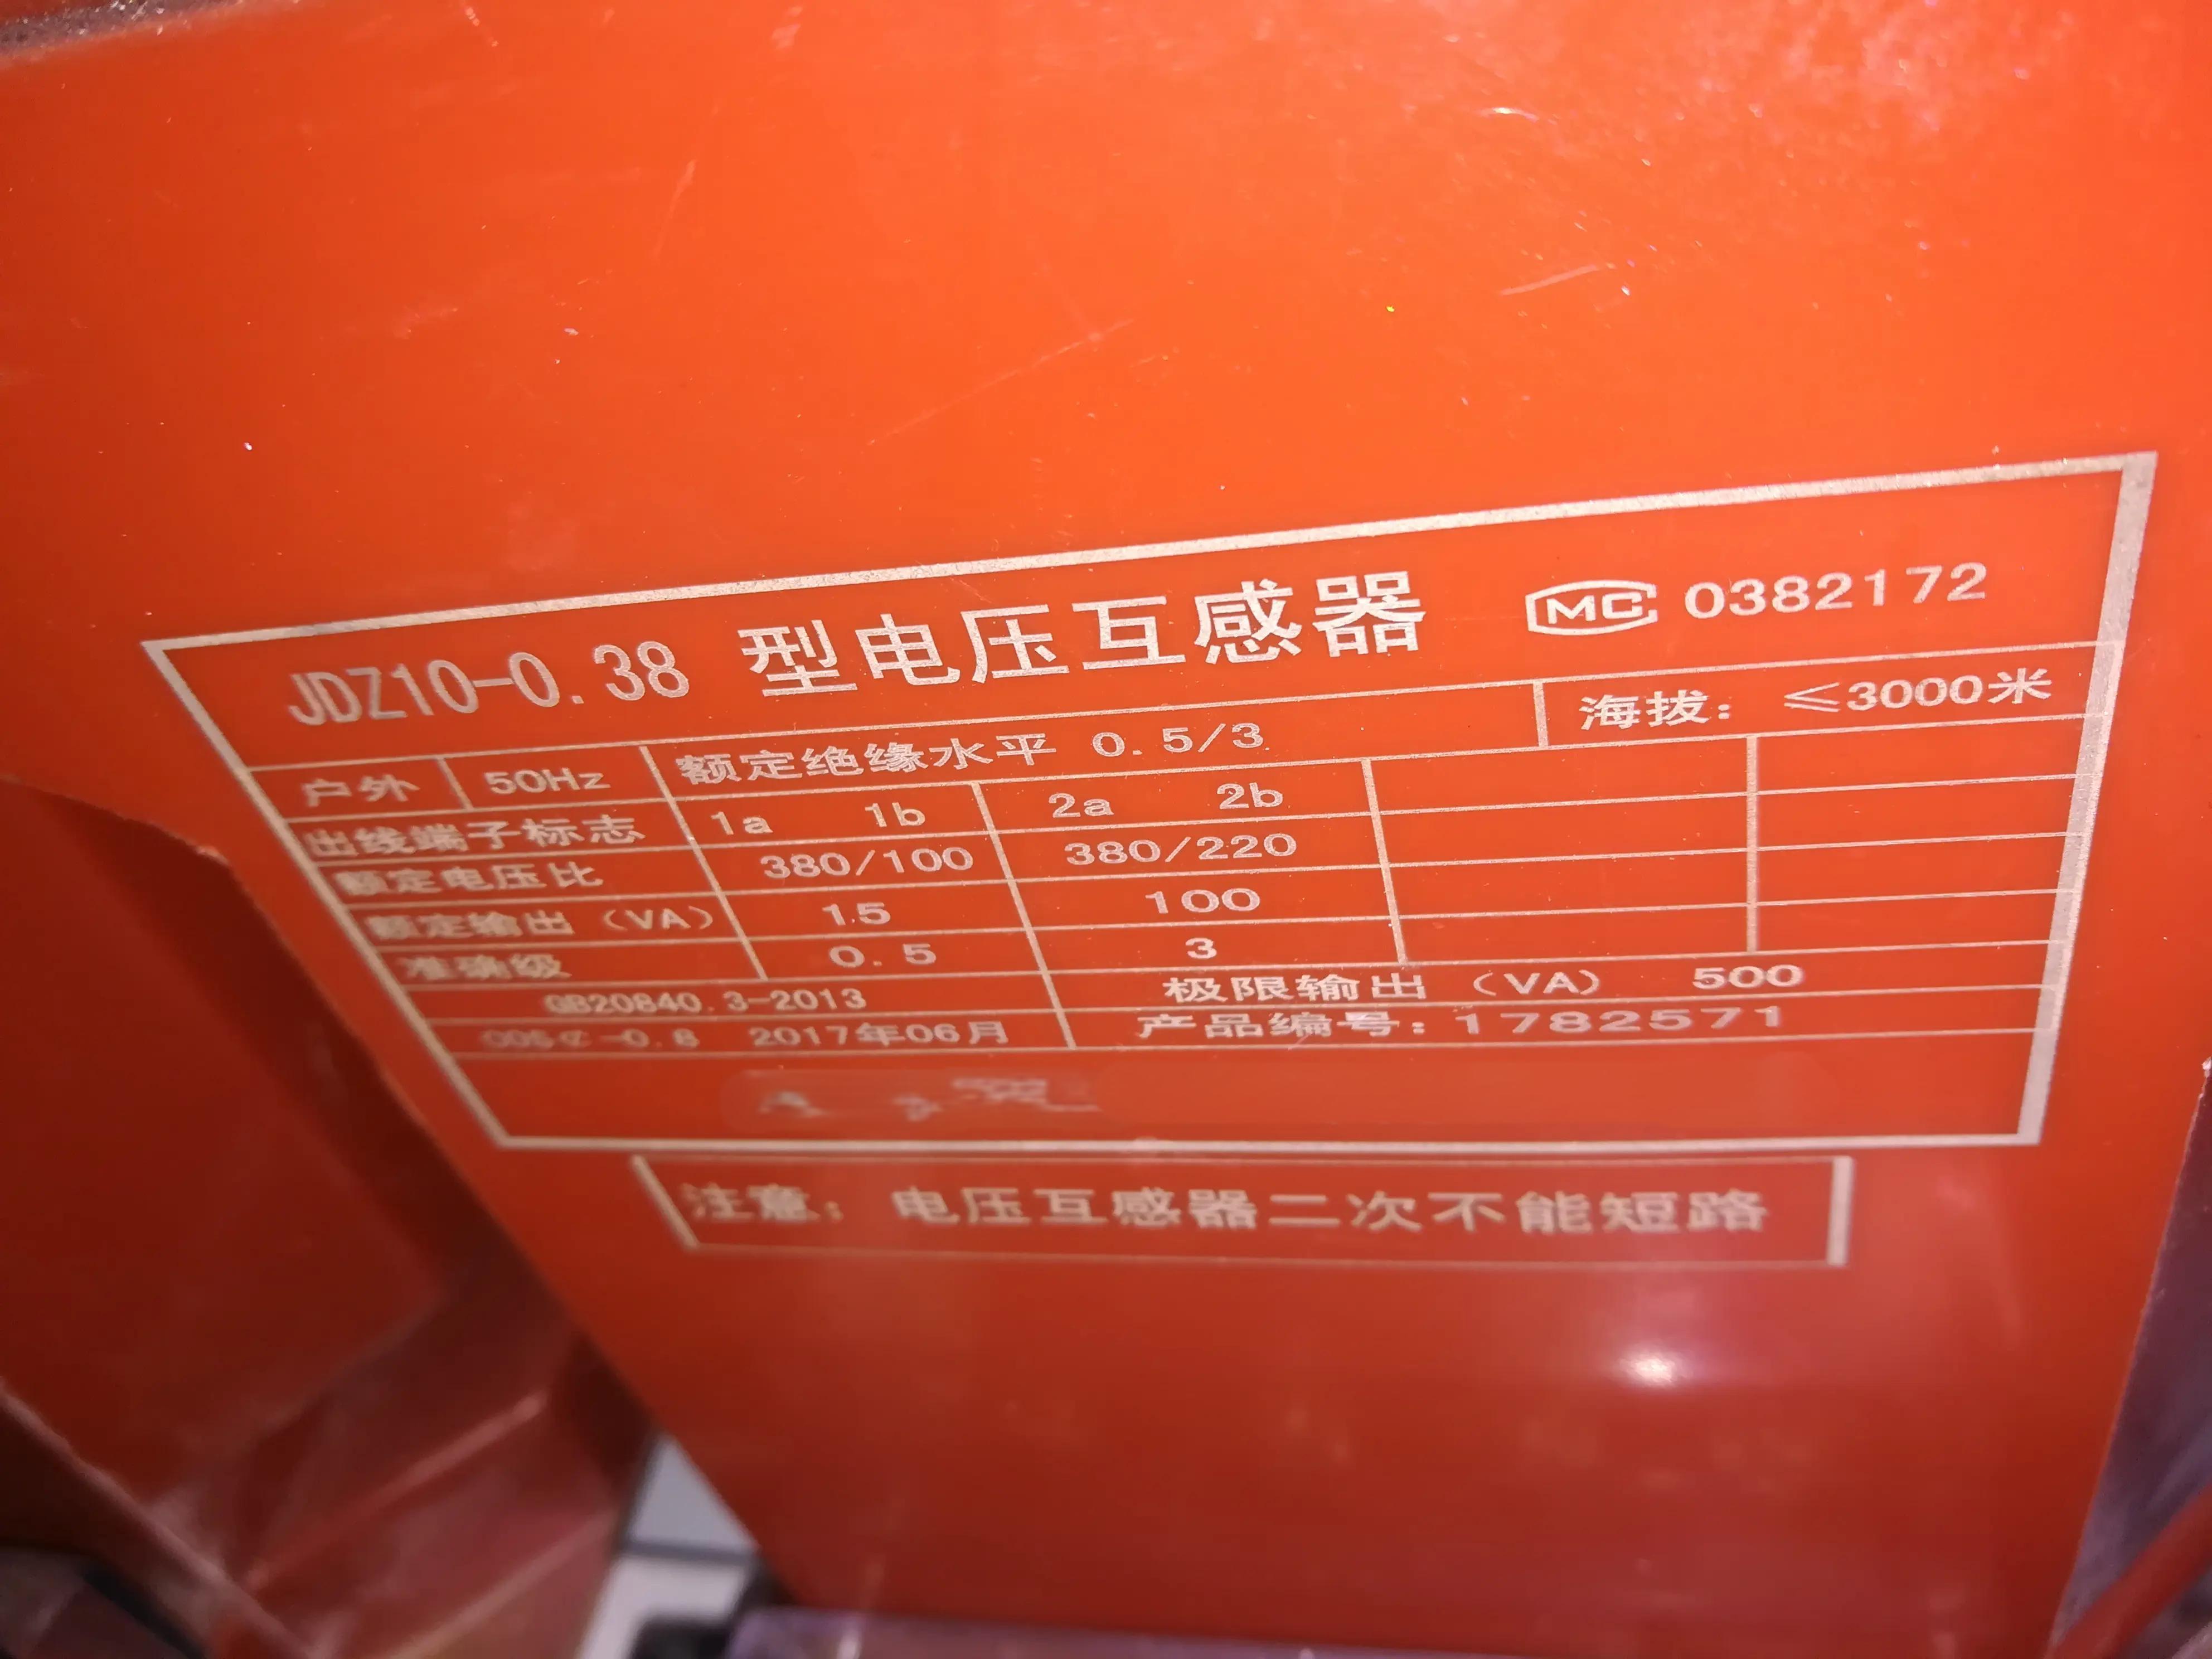 JDZ10-0.38 型电压互感器 MC 0382172
户外 50Hz 额定绝缘水平 0.5/3 海拔：≤3000米
出线端子标志 1a 1b 2a 2b
额定电压比 380/100 380/220
额定输出（VA） 15 100
准确级 0.5 3
GB20840.3-2013 极限输出（VA） 500
COS¢-0.8 2017年06月 产品编号：1782571
注意：电压互感器二次不能短路